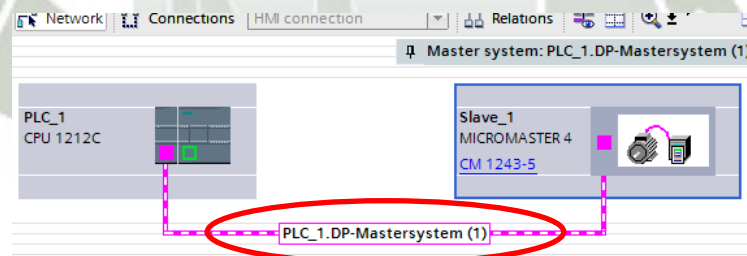 Network Connections HMI connection Relations
Master system: PLC_1.DP-Mastersystem (1)
PLC_1
CPU 1212C
Slave_1
MICROMASTER 4
CM 1243-5
PLC_1.DP-Mastersystem (1)